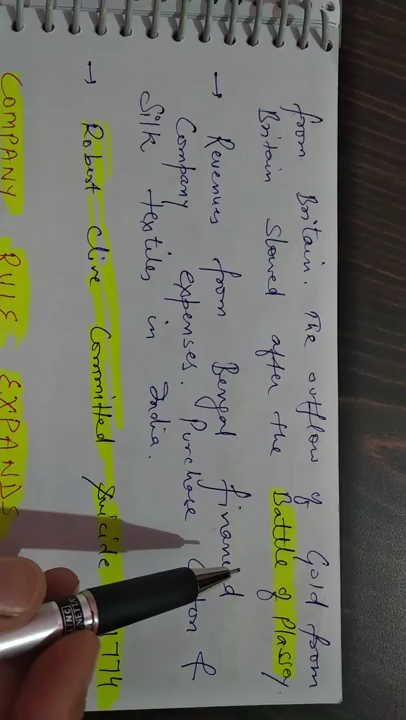 from Britain. The outflow of Gold from
Britain slowed after the Battle of Plassey.
→ Revenues from Bengal financed
Company expenses. Purchase &
Silk textiles in India.
→ Robert Clive Committed Suicide 1774
COMPANY RULE EXPANDS